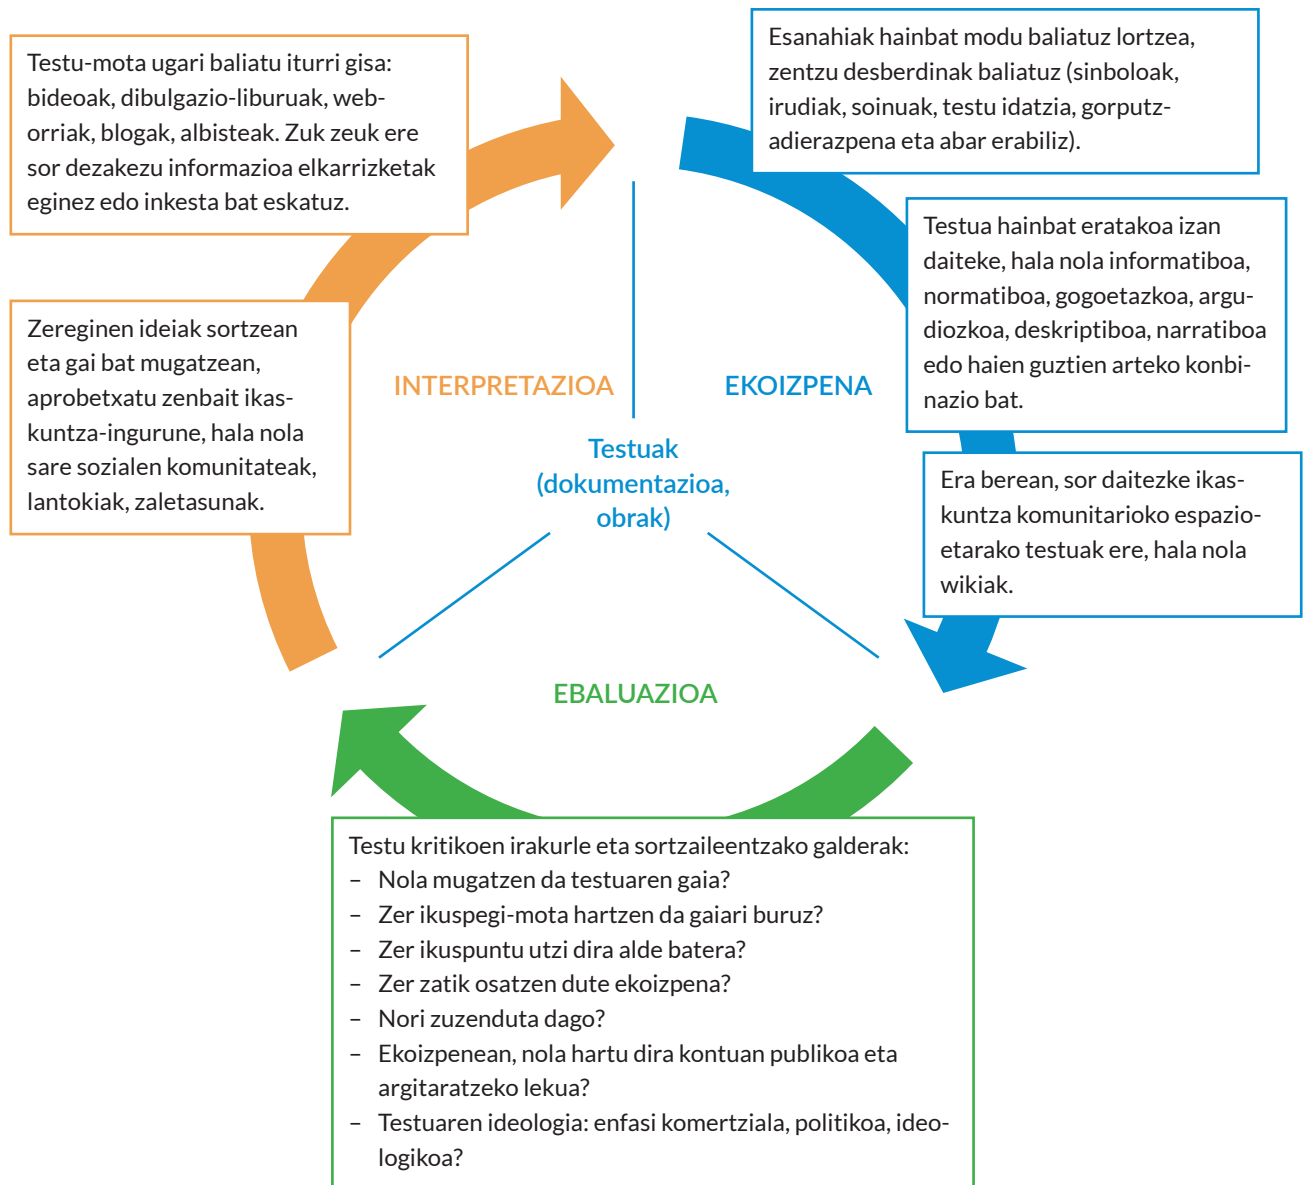 Testu-mota ugari baliatu iturri gisa:
bideoak, dibulgazio-liburuak, web-
orriak, blogak, albisteak. Zuk zeuk ere
sor dezakezu informazioa elkarrizketak
eginez edo inkesta bat eskatuz.
Zereginen ideiak sortzean
eta gai bat mugatzean,
aprobetxatu zenbait ikas-
kuntza-ingurune, hala nola
sare sozialen komunitateak,
lantokiak, zaletasunak.
Esanahiak hainbat modu baliatuz lortzea,
zentzu desberdinak baliatuz (sinboloak,
irudiak, soinuak, testu idatzia, gorputz-
adierazpena eta abar erabiliz).
Testua hainbat eratakoa izan
daiteke, hala nola informatiboa,
normatiboa, gogoetazkoa, argu-
diozkoa, deskriptiboa, narratiboa
edo haien guztien arteko konbi-
nazio bat.
Era berean, sor daitezke ikas-
kuntza komunitarioko espazio-
etarako testuak ere, hala nola
wikiak.
INTERPRETAZIOA
EKOIZPENA
Testuak
(dokumentazioa,
obrak)
EBALUAZIOA
Testu kritikoen irakurle eta sortzaileentzako galderak:
– Nola mugatzen da testuaren gaia?
– Zer ikuspegi-mota hartzen da gaiari buruz?
– Zer ikuspuntu utzi dira alde batera?
– Zer zatik osatzen dute ekoizpena?
– Nori zuzenduta dago?
– Ekoizpenean, nola hartu dira kontuan publikoa eta
argitaratzeko lekua?
– Testuaren ideologia: enfasi komertziala, politikoa, ideo-
logikoa?